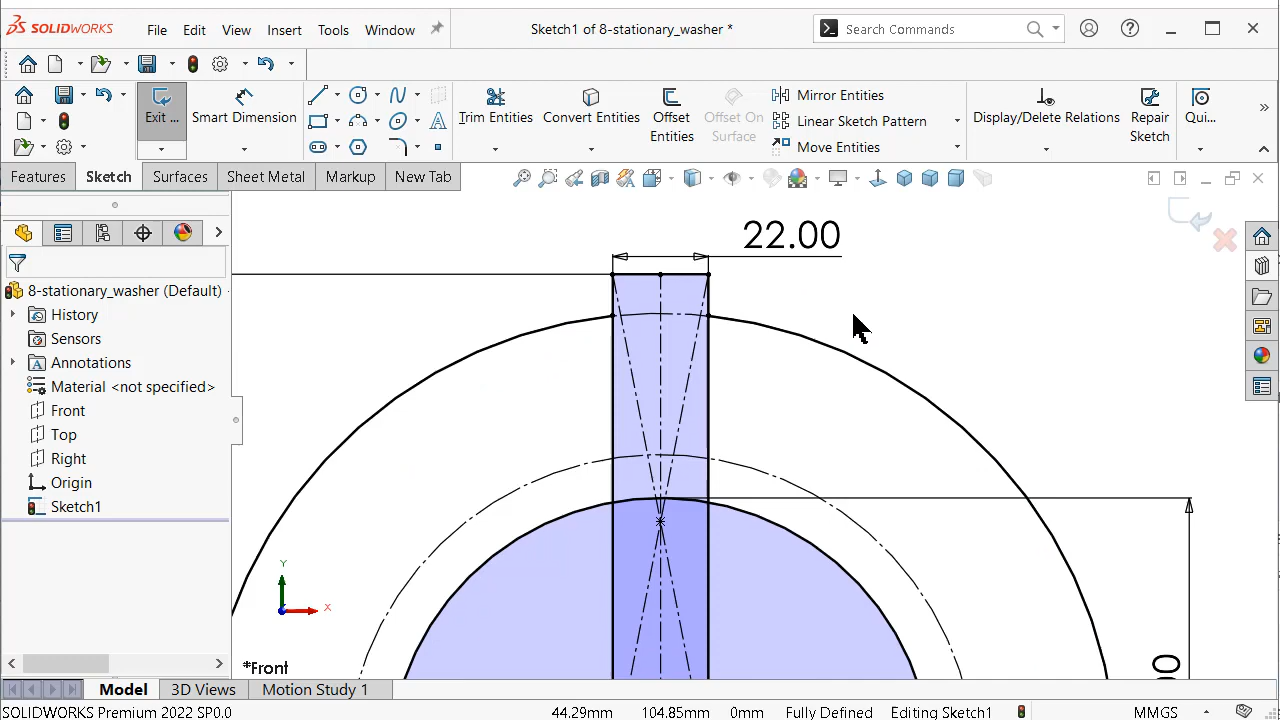 SOLIDWORKS File Edit View Insert Tools Window Sketch1 of 8-stationary_washer * Search Commands
Exit ... Smart Dimension Trim Entities Convert Entities Offset Entities Offset On Surface Mirror Entities Linear Sketch Pattern Move Entities Display/Delete Relations Repair Sketch Qui...
Features Sketch Surfaces Sheet Metal Markup New Tab
22.00
8-stationary_washer (Default)
History
Sensors
Annotations
Material <not specified>
Front
Top
Right
Origin
Sketch1
Y
X
*Front
00
Model 3D Views Motion Study 1
SOLIDWORKS Premium 2022 SP0.0 44.29mm 104.85mm 0mm Fully Defined Editing Sketch1 MMGS